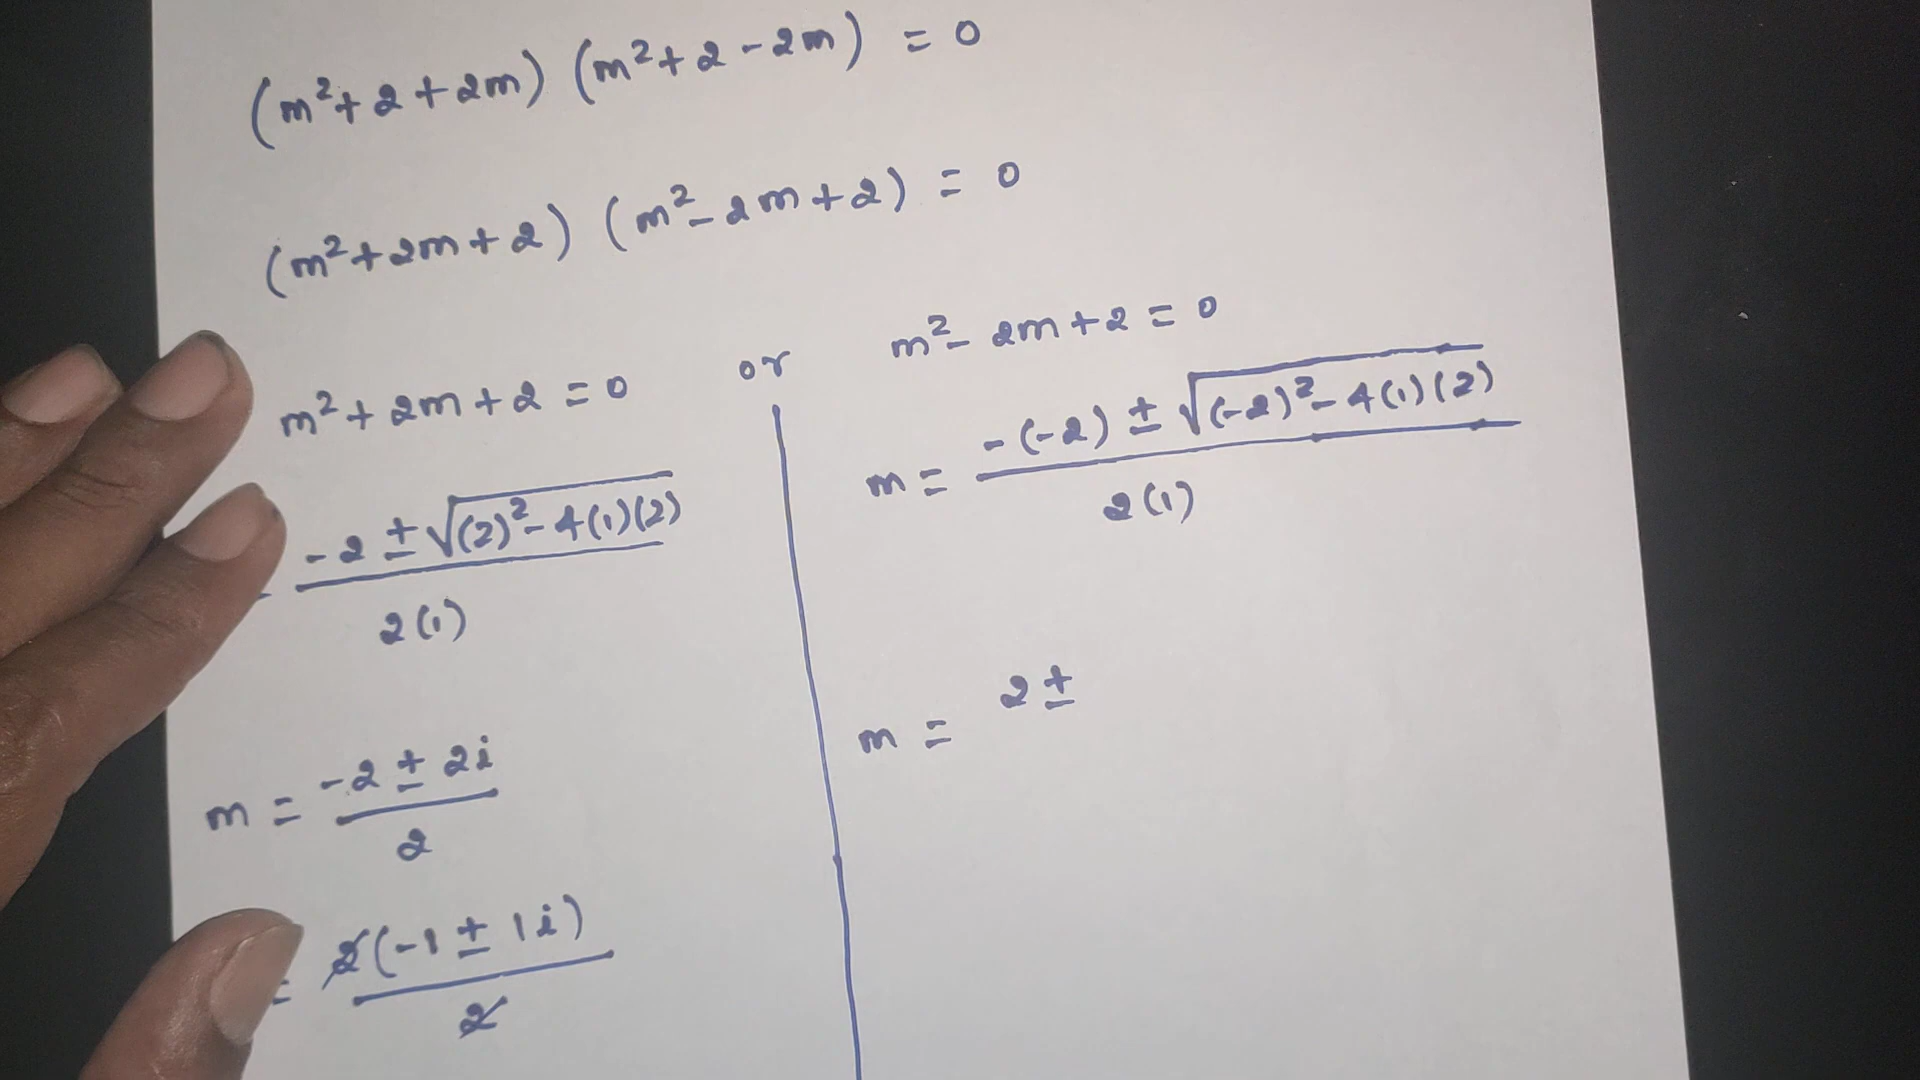 (m²+2+2m) (m²+2-2m) = 0
(m²+2m+2) (m²-2m+2) = 0
m²+2m+2=0
-2±√(2)²-4(1)(2)
2(1)
m = -2±2i
2
= 2(-1±1i)
2
or
m²-2m+2=0
m = -(-2)±√(-2)²-4(1)(2)
2(1)
m = 2±